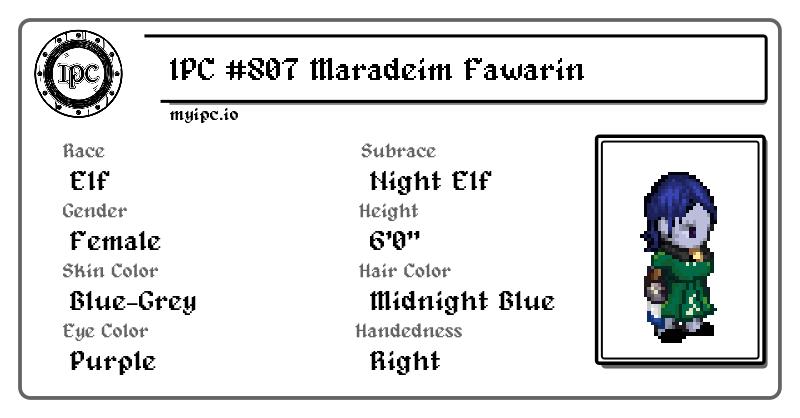 IPC
IPC #807 Maradeim Fawarin
myipc.io
Race
Elf
Subrace
Night Elf
Gender
Female
Height
6'0"
Skin Color
Blue-Grey
Hair Color
Midnight Blue
Eye Color
Purple
Handedness
Right